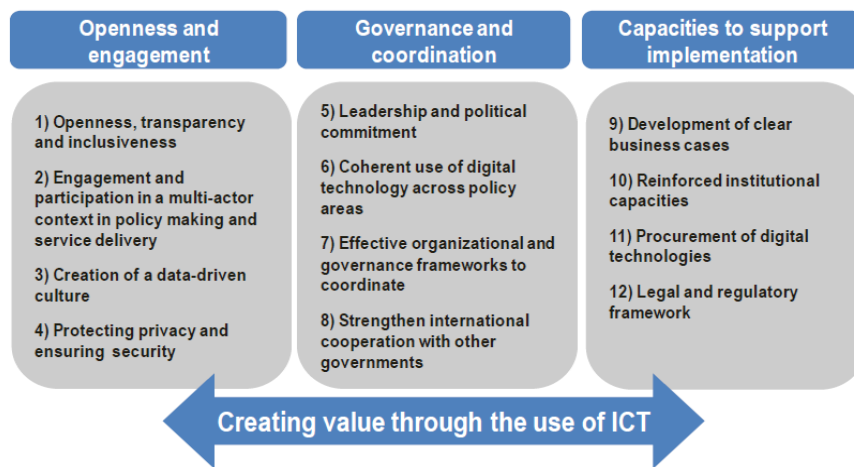 Openness and
engagement
1) Openness, transparency
and inclusiveness
2) Engagement and
participation in a multi-actor
context in policy making and
service delivery
3) Creation of a data-driven
culture
4) Protecting privacy and
ensuring security
Governance and
coordination
5) Leadership and political
commitment
6) Coherent use of digital
technology across policy
areas
7) Effective organizational and
governance frameworks to
coordinate
8) Strengthen international
cooperation with other
governments
Capacities to support
implementation
9) Development of clear
business cases
10) Reinforced institutional
capacities
11) Procurement of digital
technologies
12) Legal and regulatory
framework
Creating value through the use of ICT